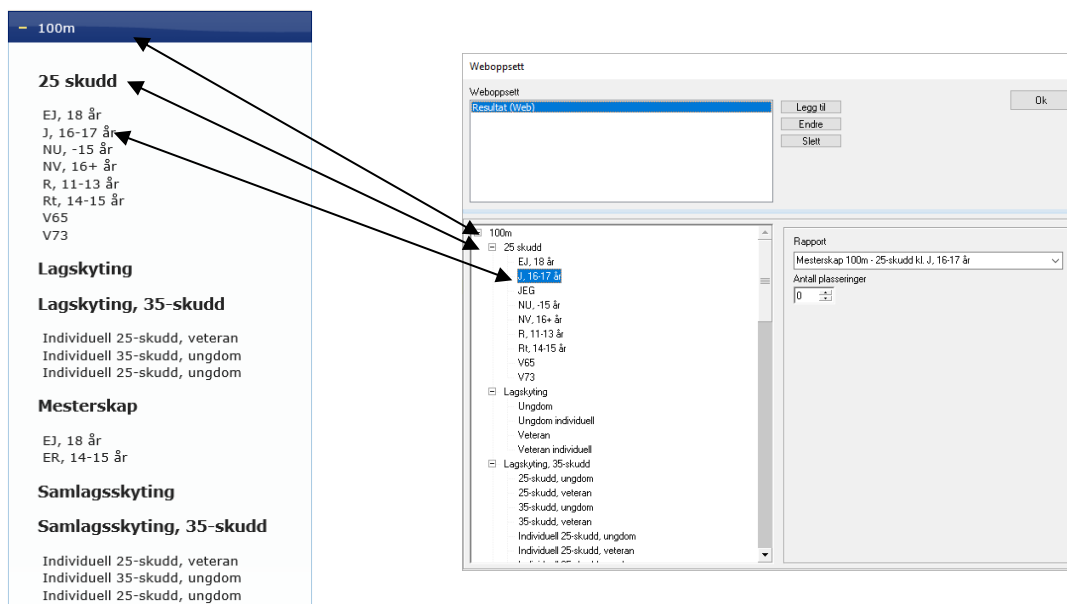 100m
25 skudd
EJ, 18 år
J, 16-17 år
NU, -15 år
NV, 16+ år
R, 11-13 år
Rt, 14-15 år
V65
V73
Lagskyting
Lagskyting, 35-skudd
Individuell 25-skudd, veteran
Individuell 35-skudd, ungdom
Individuell 25-skudd, ungdom
Mesterskap
EJ, 18 år
ER, 14-15 år
Samlagsskyting
Samlagsskyting, 35-skudd
Individuell 25-skudd, veteran
Individuell 35-skudd, ungdom
Individuell 25-skudd, ungdom
Weboppsett
Weboppsett
Resultat (Web)
Legg til
Endre
Slett
Ok
100m
25 skudd
EJ, 18 år
J, 16-17 år
JEG
NU, -15 år
NV, 16+ år
R, 11-13 år
Rt, 14-15 år
V65
V73
Lagskyting
Ungdom
Ungdom individuell
Veteran
Veteran individuell
Lagskyting, 35-skudd
25-skudd, ungdom
25-skudd, veteran
35-skudd, ungdom
35-skudd, veteran
Individuell 25-skudd, ungdom
Individuell 25-skudd, veteran
Rapport
Mesterskap 100m - 25-skudd kl. J, 16-17 år
Antall plasseringer
0